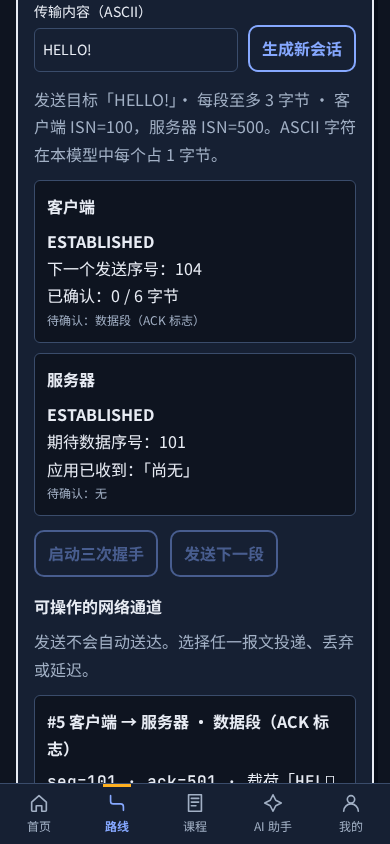 传输内容（ASCII）
HELLO!
生成新会话
发送目标「HELLO!」· 每段至多 3 字节 · 客
户端 ISN=100，服务器 ISN=500。ASCII 字符
在本模型中每个占 1 字节。
客户端
ESTABLISHED
下一个发送序号：104
已确认：0 / 6 字节
待确认：数据段（ACK 标志）
服务器
ESTABLISHED
期待数据序号：101
应用已收到：「尚无」
待确认：无
启动三次握手
发送下一段
可操作的网络通道
发送不会自动送达。选择任一报文投递、丢弃
或延迟。
#5 客户端 → 服务器 · 数据段（ACK 标
志）
seq=101 · ack=501 · 载荷「HEL
首页
路线
课程
AI 助手
我的